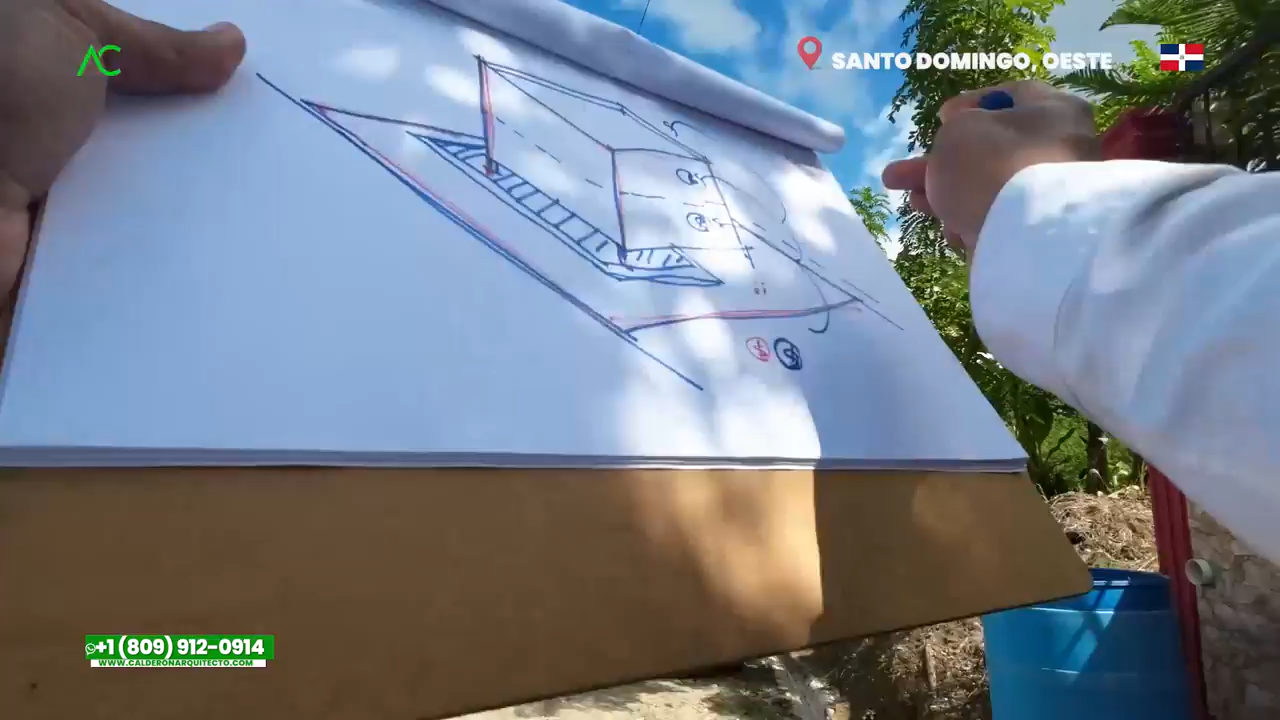 AC
SANTO DOMINGO, OESTE
+1 (809) 912-0914
WWW.CALDERONARQUITECTO.COM